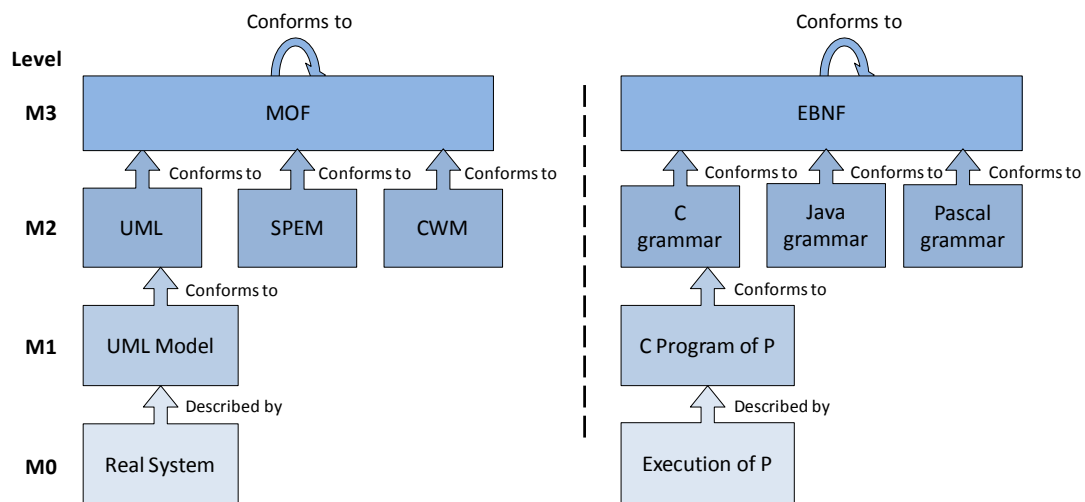 Conforms to
Conforms to
Level
M3
MOF
EBNF
Conforms to
Conforms to
Conforms to
Conforms to
Conforms to
Conforms to
M2
UML
SPEM
CWM
C
grammar
Java
grammar
Pascal
grammar
Conforms to
Conforms to
M1
UML Model
C Program of P
Described by
Described by
M0
Real System
Execution of P